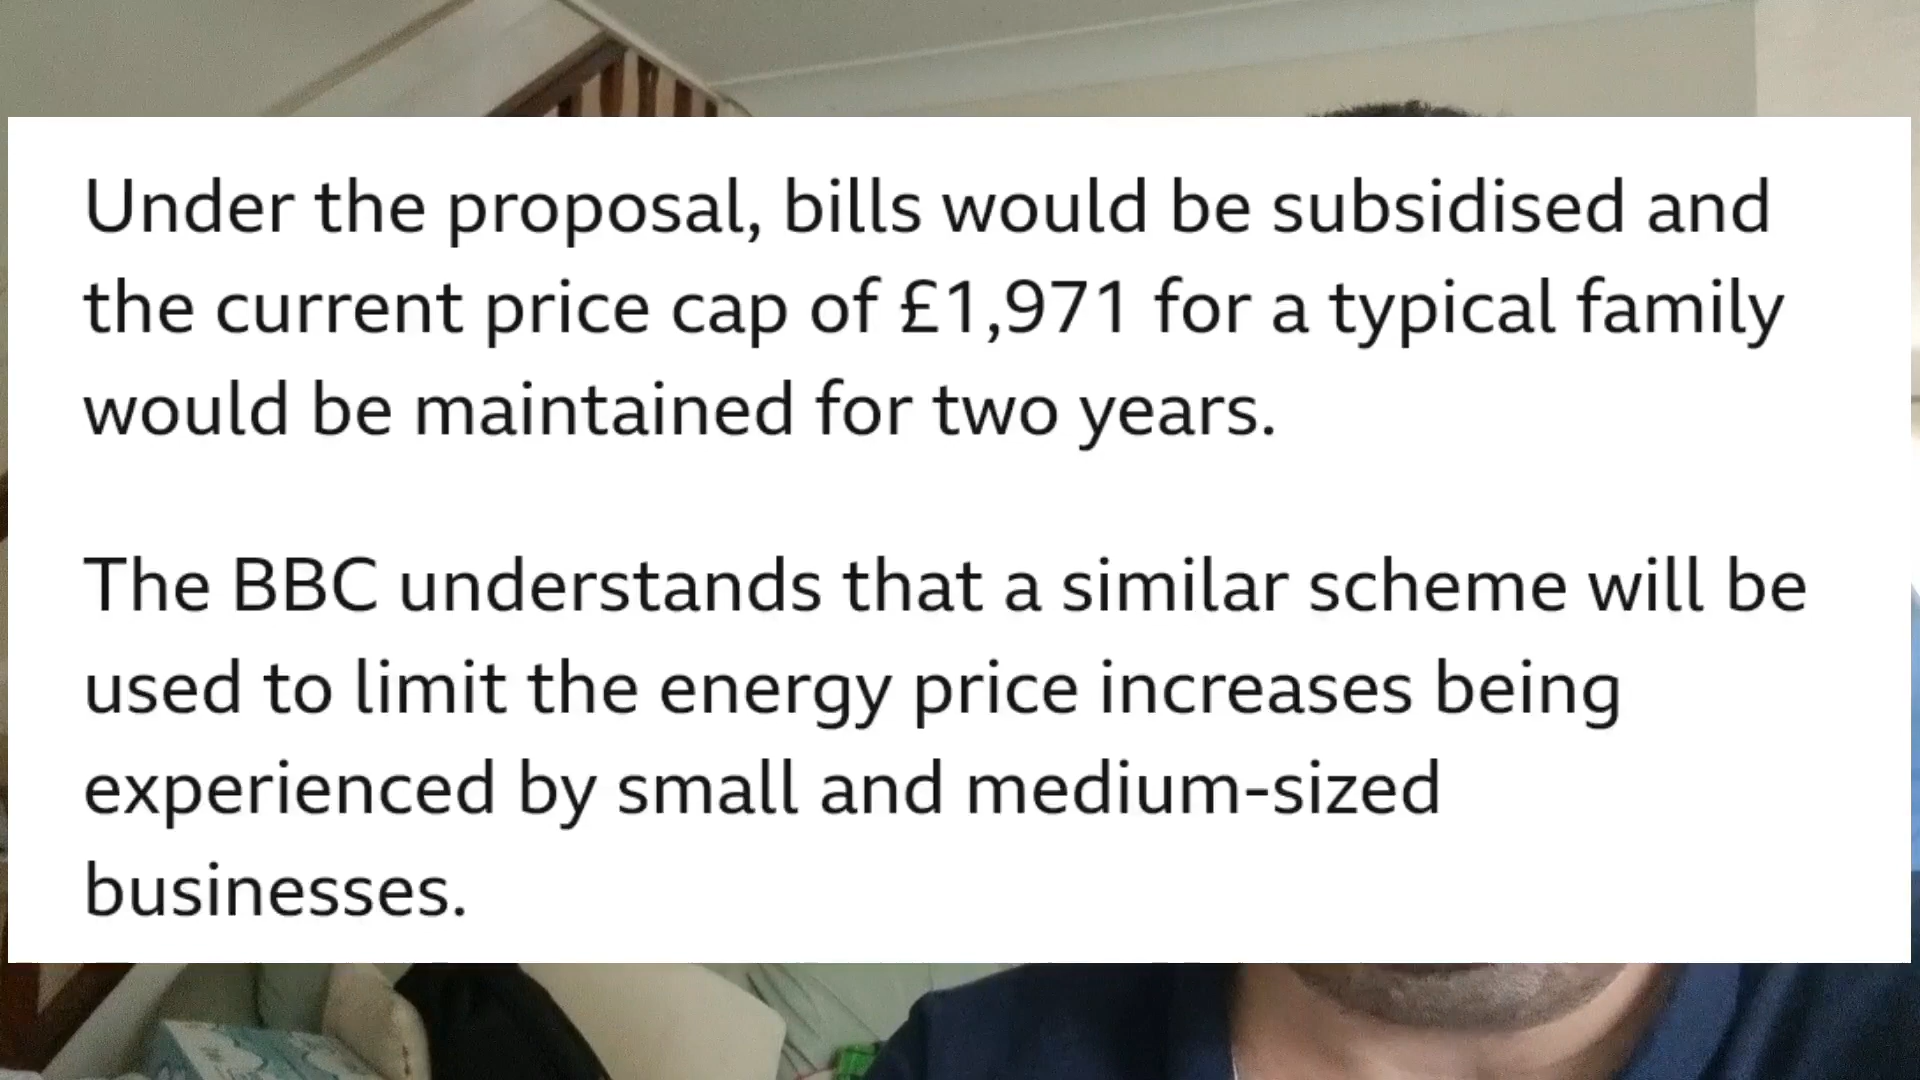 Under the proposal, bills would be subsidised and
the current price cap of £1,971 for a typical family
would be maintained for two years.
The BBC understands that a similar scheme will be
used to limit the energy price increases being
experienced by small and medium-sized
businesses.